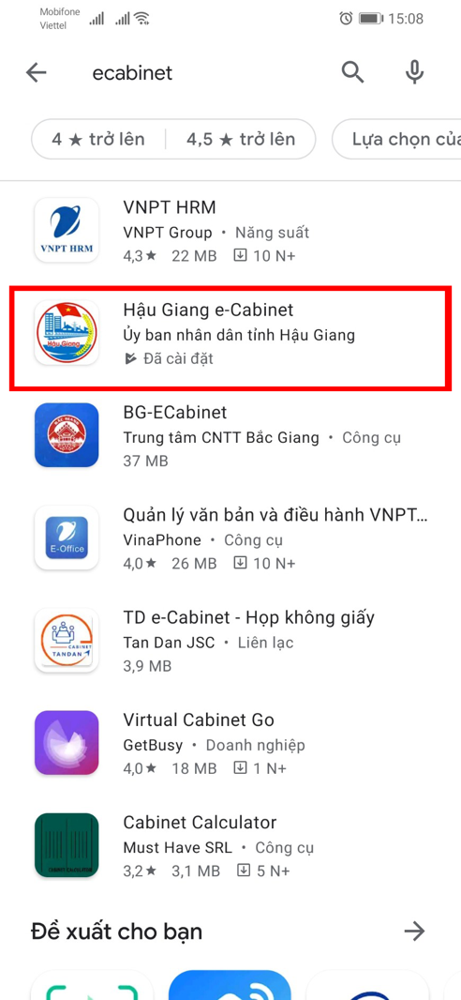 Mobifone
Viettel
15:08
ecabinet
4 ★ trở lên
4,5 ★ trở lên
Lựa chọn củа
VNPT HRM
VNPT HRM
VNPT Group • Năng suất
4,3★ 22 MB 10 N+
Hậu Giang
Hậu Giang e-Cabinet
Ủy ban nhân dân tỉnh Hậu Giang
Đã cài đặt
BG-ECabinet
Trung tâm CNTT Bắc Giang • Công cụ
37 MB
E-Office
Quản lý văn bản và điều hành VNPT...
VinaPhone • Công cụ
4,0★ 26 MB 10 N+
CABINET
TANDAN
TD e-Cabinet - Họp không giấy
Tan Dan JSC • Liên lạc
3,9 MB
Virtual Cabinet Go
GetBusy • Doanh nghiệp
4,0★ 18 MB 1 N+
Cabinet Calculator
Must Have SRL • Công cụ
3,2★ 3,1 MB 5 N+
Đề xuất cho bạn